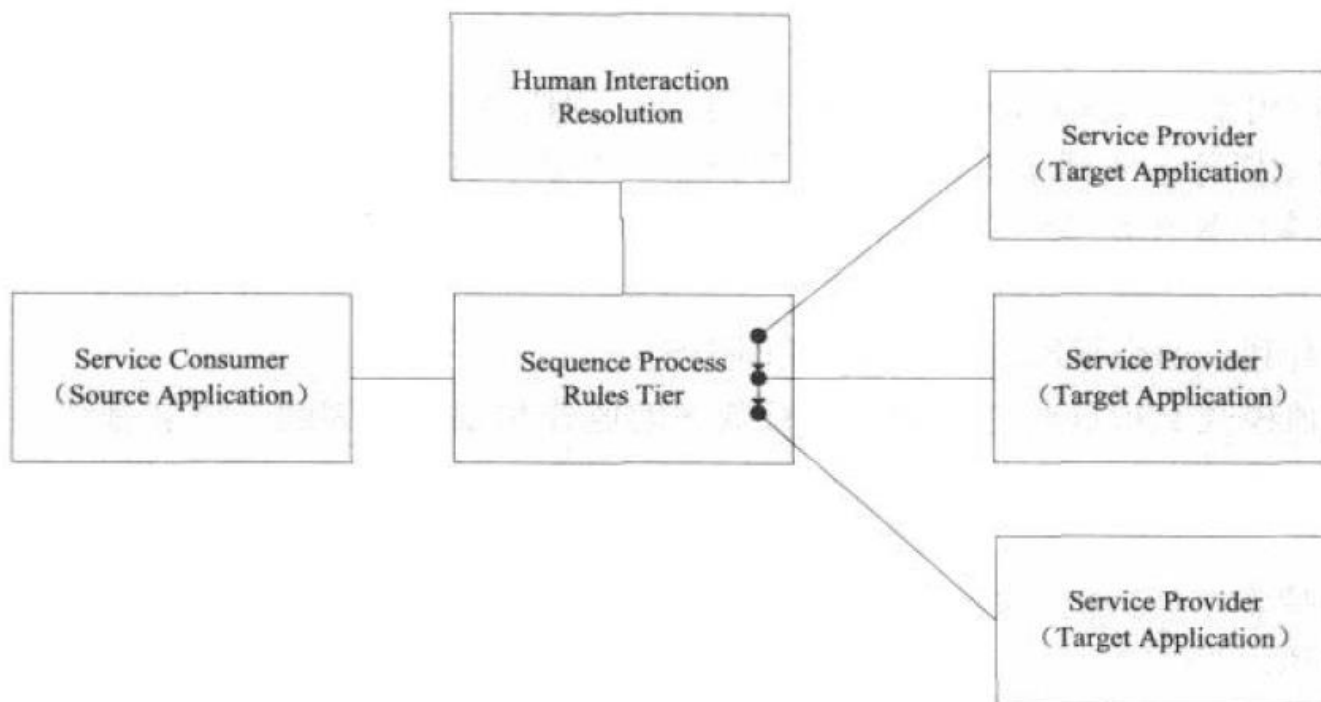 Human Interaction
Resolution
Service Provider
（Target Application）
Service Consumer
（Source Application）
Sequence Process
Rules Tier
Service Provider
（Target Application）
Service Provider
（Target Application）